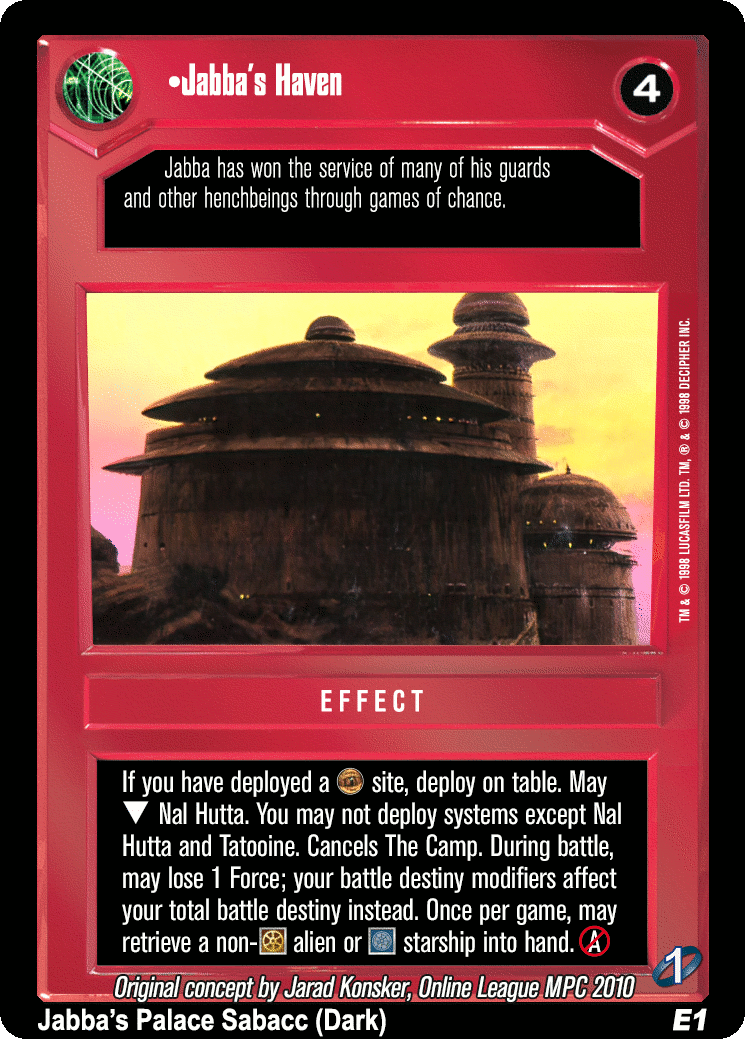 •Jabba's Haven
4
Jabba has won the service of many of his guards
and other henchbeings through games of chance.
TM & © 1998 LUCASFILM LTD. TM, ® & © 1998 DECIPHER INC.
EFFECT
If you have deployed a site, deploy on table. May
▼ Nal Hutta. You may not deploy systems except Nal
Hutta and Tatooine. Cancels The Camp. During battle,
may lose 1 Force; your battle destiny modifiers affect
your total battle destiny instead. Once per game, may
retrieve a non- alien or starship into hand. A
1
Original concept by Jarad Konsker, Online League MPC 2010
Jabba's Palace Sabacc (Dark)
E1